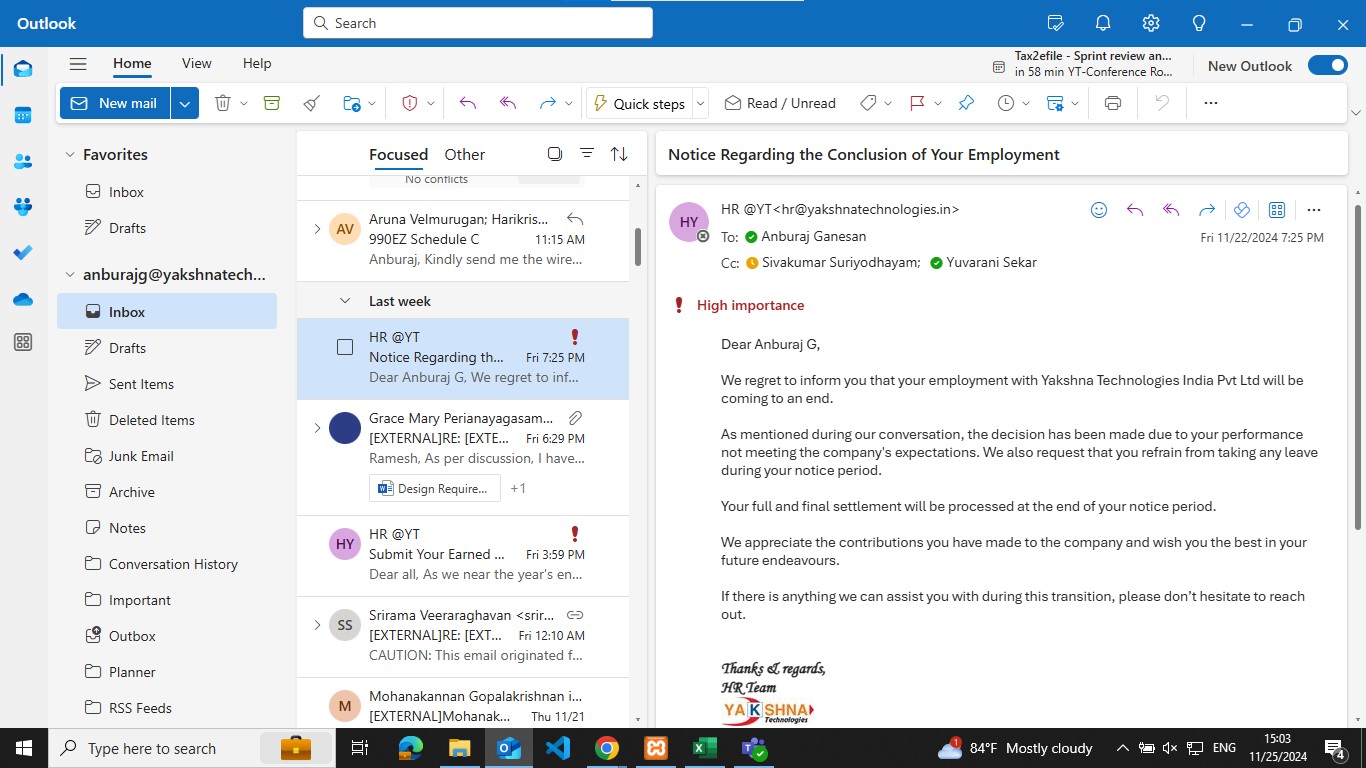 Outlook
Search
Home
View
Help
Tax2efile - Sprint review an...
in 58 min YT-Conference Ro...
New Outlook
New mail
Quick steps
Read / Unread
Favorites
Inbox
Drafts
anburajg@yakshnatech...
Inbox
Drafts
Sent Items
Deleted Items
Junk Email
Archive
Notes
Conversation History
Important
Outbox
Planner
RSS Feeds
Focused
Other
No conflicts
AV
Aruna Velmurugan; Harikris...
990EZ Schedule C 11:15 AM
Anburaj, Kindly send me the wire...
Last week
HR @YT
Notice Regarding th... Fri 7:25 PM
Dear Anburaj G, We regret to inf...
Grace Mary Perianayagasam...
[EXTERNAL]RE: [EXTE... Fri 6:29 PM
Ramesh, As per discussion, I have...
Design Require... +1
HY
HR @YT
Submit Your Earned ... Fri 3:59 PM
Dear all, As we near the year's en...
SS
Srirama Veeraraghavan <srir...
[EXTERNAL]RE: [EXT... Fri 12:10 AM
CAUTION: This email originated f...
M
Mohanakannan Gopalakrishnan i...
[EXTERNAL]Mohanak... Thu 11/21
Notice Regarding the Conclusion of Your Employment
HY
HR @YT<hr@yakshnatechnologies.in>
To: Anburaj Ganesan
Fri 11/22/2024 7:25 PM
Cc: Sivakumar Suriyodhayam; Yuvarani Sekar
High importance
Dear Anburaj G,
We regret to inform you that your employment with Yakshna Technologies India Pvt Ltd will be
coming to an end.
As mentioned during our conversation, the decision has been made due to your performance
not meeting the company's expectations. We also request that you refrain from taking any leave
during your notice period.
Your full and final settlement will be processed at the end of your notice period.
We appreciate the contributions you have made to the company and wish you the best in your
future endeavours.
If there is anything we can assist you with during this transition, please don’t hesitate to reach
out.
Thanks & regards,
HR Team
YAKSHNA
Technologies
Type here to search
1
84°F Mostly cloudy
ENG
15:03
11/25/2024
4